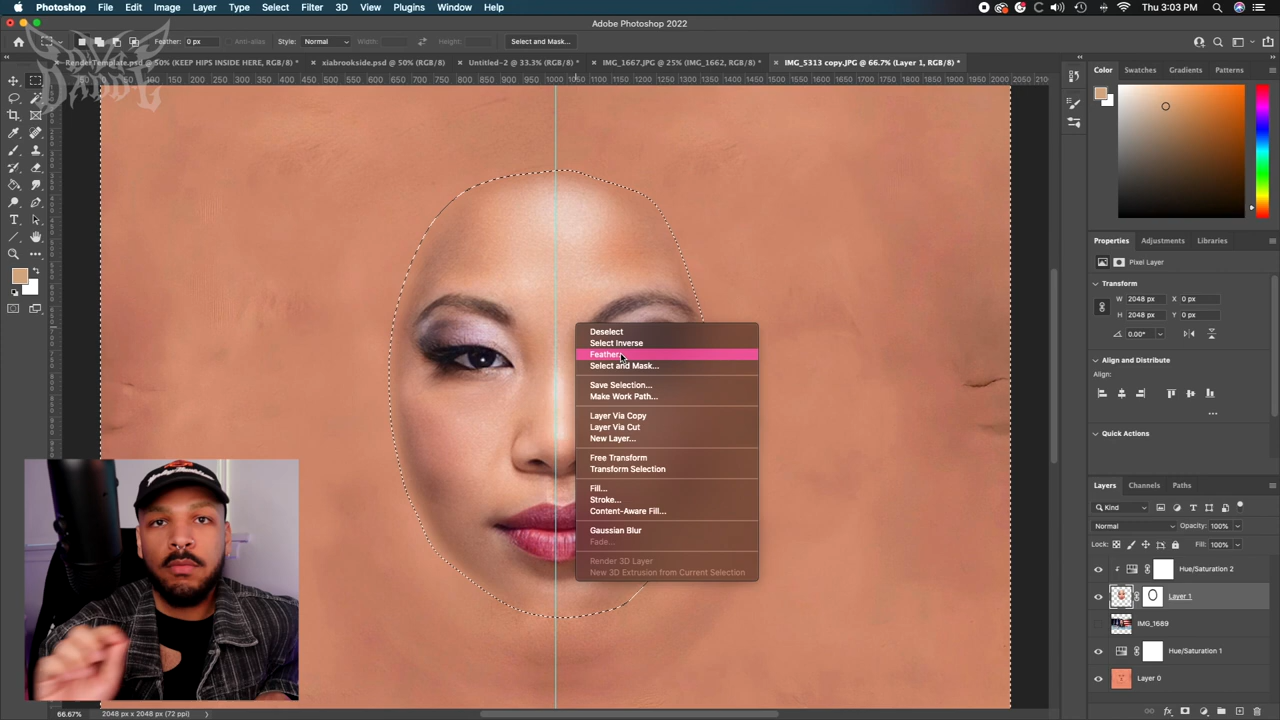 Photoshop File Edit Image Layer Type Select Filter 3D View Plugins Window Help
Thu 3:03 PM
Adobe Photoshop 2022
Feather: 0 px Anti-alias Style: Normal Width: Height: Select and Mask...
RenderTemplate.psd @ 50% (KEEP HIPS INSIDE HERE, RGB/8) * xiabrookside.psd @ 50% (RGB/8) Untitled-2 @ 33.3% (RGB/8) * IMG_1667.JPG @ 25% (IMG_1662, RGB/8) * IMG_5313 copy.JPG @ 66.7% (Layer 1, RGB/8) *
Color Swatches Gradients Patterns
Properties Adjustments Libraries
Pixel Layer
Transform
W 2048 px X 0 px
H 2048 px Y 0 px
0.00°
Align and Distribute
Align:
Quick Actions
Deselect
Select Inverse
Feather...
Select and Mask...
Save Selection...
Make Work Path...
Layer Via Copy
Layer Via Cut
New Layer...
Free Transform
Transform Selection
Fill...
Stroke...
Content-Aware Fill...
Gaussian Blur
Fade...
Render 3D Layer
New 3D Extrusion from Current Selection
Layers Channels Paths
Kind
Normal Opacity: 100%
Lock: Fill: 100%
Hue/Saturation 2
Layer 1
IMG_1689
Hue/Saturation 1
Layer 0
66.67% 2048 px x 2048 px (72 ppi)